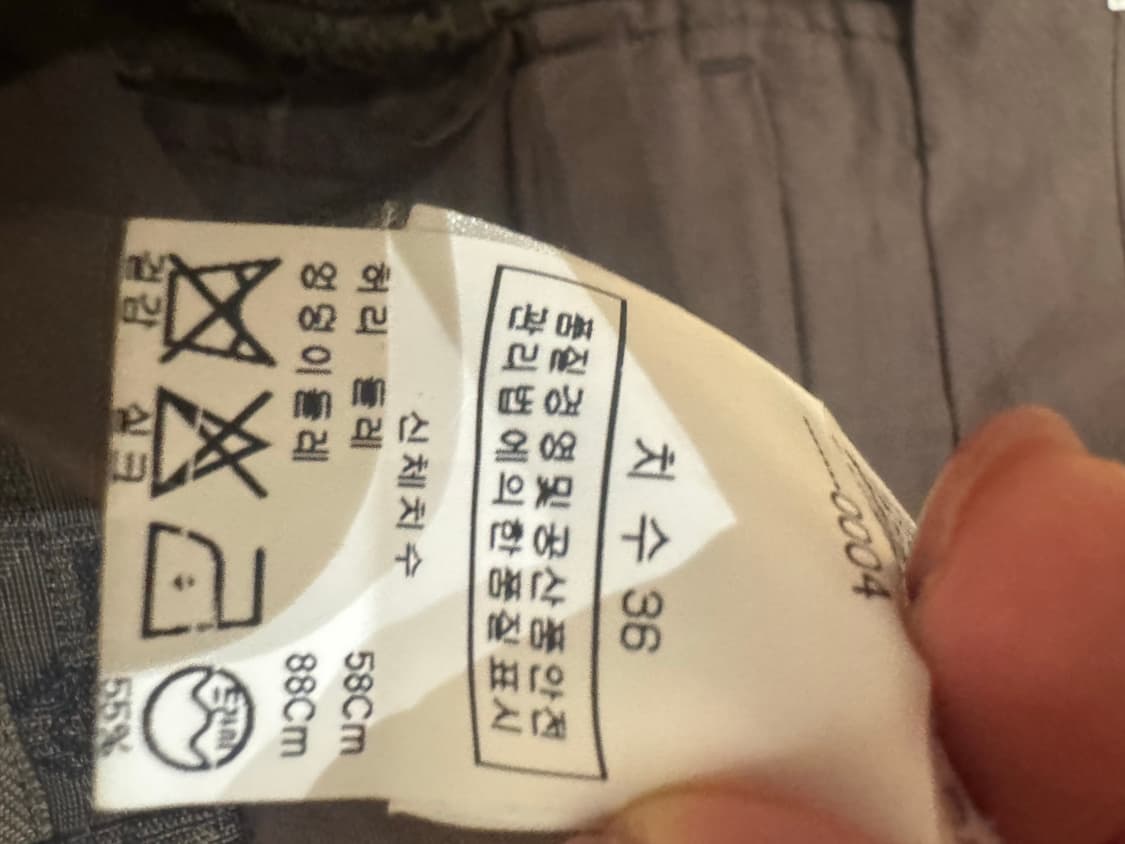 0004
치 수 36
품질경영및공산품안전
관리법에의한품질표시
신체치수
허리 둘레 58Cm
엉덩이둘레 88Cm
드라이
겉감 실크 55%